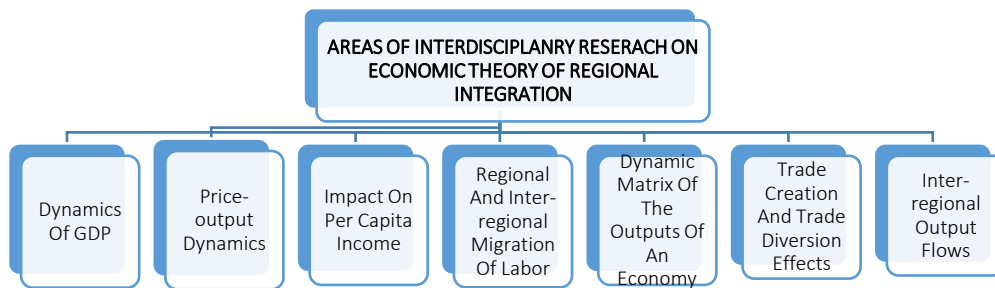 AREAS OF INTERDISCIPLANRY RESERACH ON
ECONOMIC THEORY OF REGIONAL
INTEGRATION
Dynamics
Of GDP
Price-
output
Dynamics
Impact On
Per Capita
Income
Regional
And Inter-
regional
Migration
Of Labor
Dynamic
Matrix Of
The
Outputs Of
An
Economy
Trade
Creation
And Trade
Diversion
Effects
Inter-
regional
Output
Flows